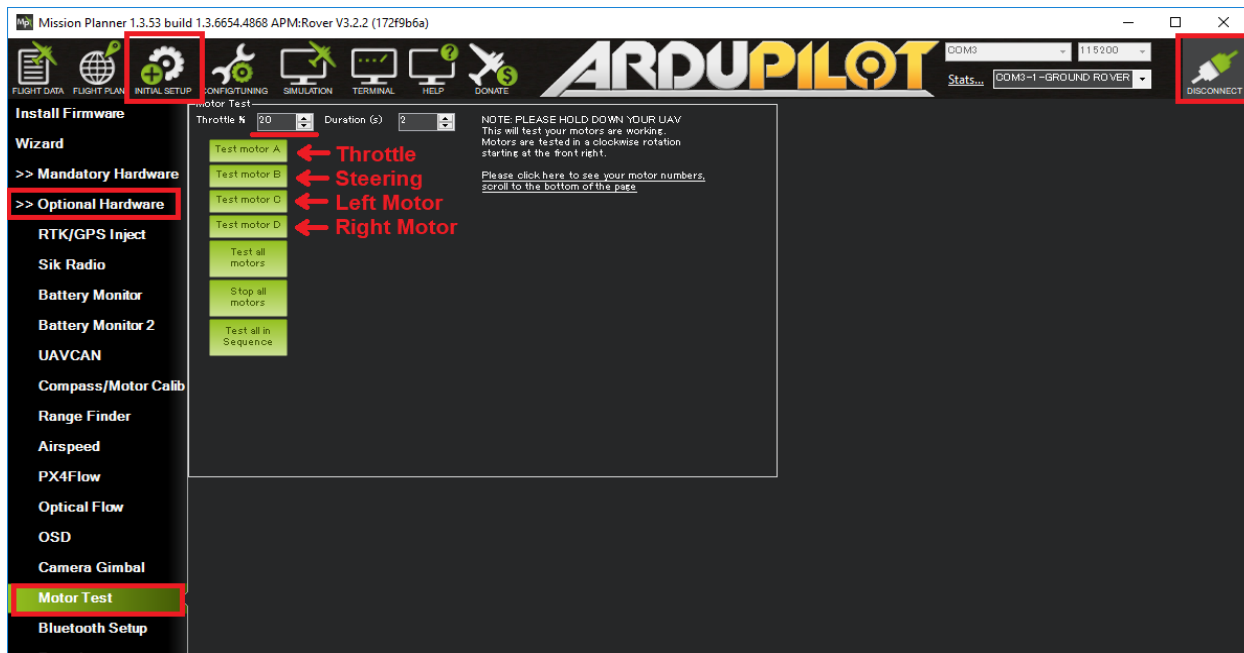 Mission Planner 1.3.53 build 1.3.6654.4868 APM:Rover V3.2.2 (172f9b6a)
FLIGHT DATA FLIGHT PLAN INITIAL SETUP CONFIG/TUNING SIMULATION TERMINAL HELP DONATE
ARDUPILOT
COM3 115200
Stats... COM3-1-GROUND ROVER
DISCONNECT
Install Firmware
Wizard
>> Mandatory Hardware
>> Optional Hardware
RTK/GPS Inject
Sik Radio
Battery Monitor
Battery Monitor 2
UAVCAN
Compass/Motor Calib
Range Finder
Airspeed
PX4Flow
Optical Flow
OSD
Camera Gimbal
Motor Test
Bluetooth Setup
Motor Test
Throttle % 20 Duration (s) 2
Test motor A Throttle
Test motor B Steering
Test motor C Left Motor
Test motor D Right Motor
Test all
motors
Stop all
motors
Test all in
Sequence
NOTE: PLEASE HOLD DOWN YOUR UAV
This will test your motors are working.
Motors are tested in a clockwise rotation
starting at the front right.
Please click here to see your motor numbers,
scroll to the bottom of the page